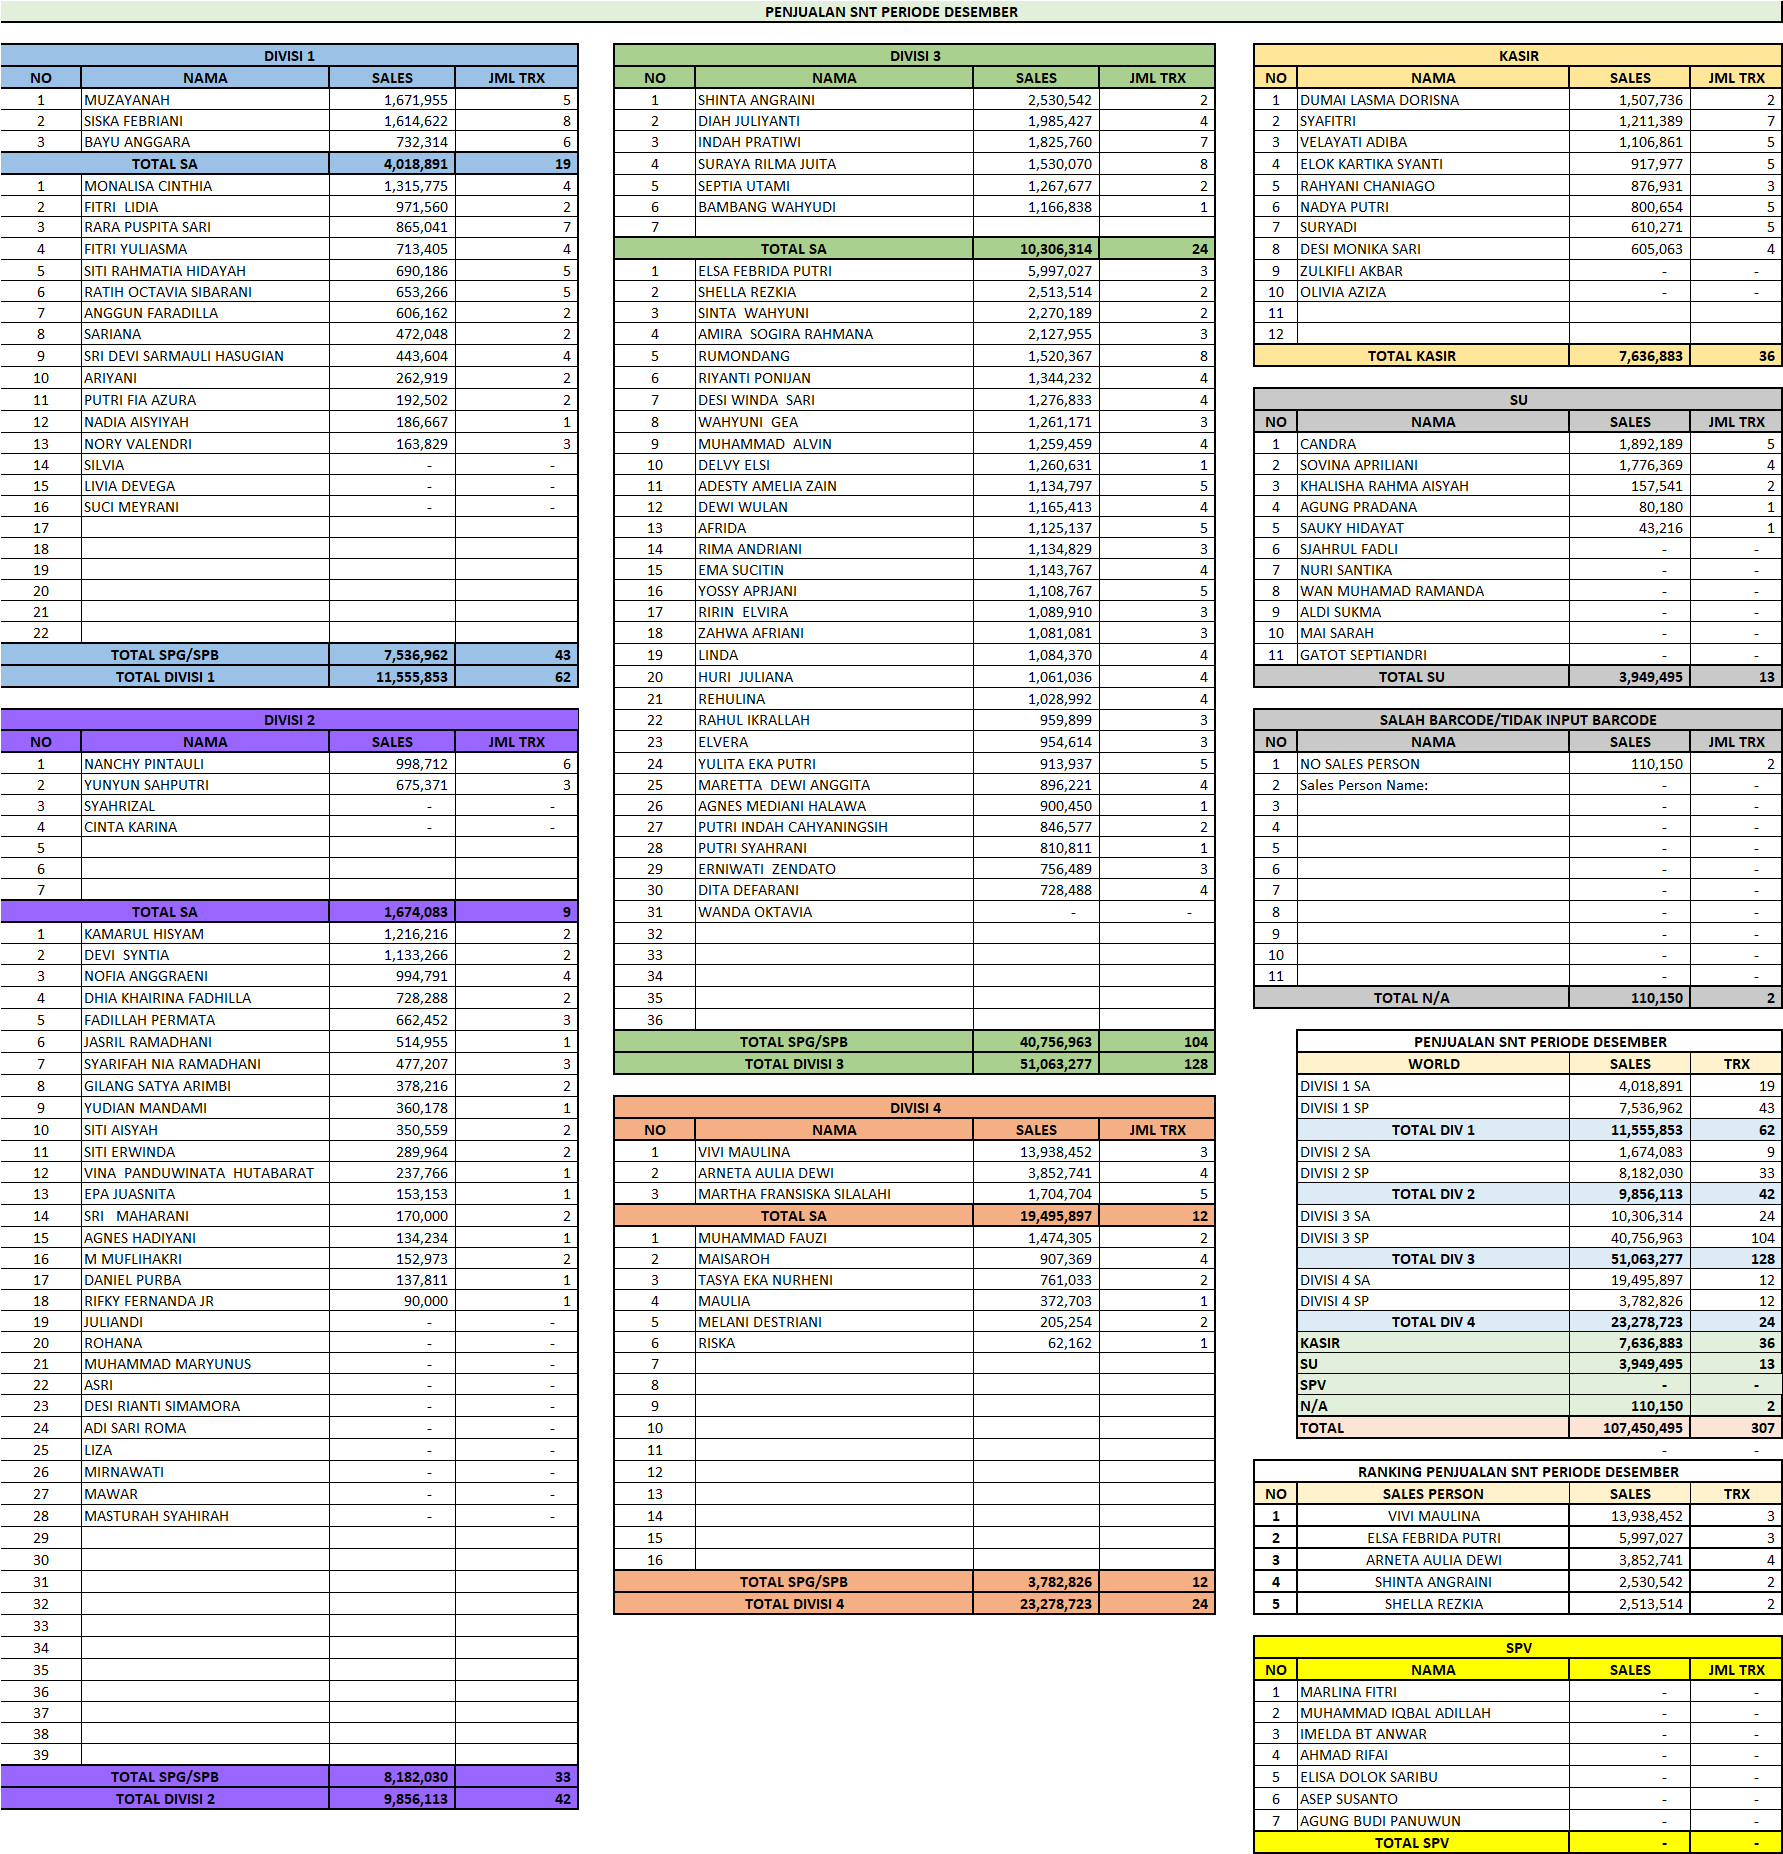 PENJUALAN SNT PERIODE DESEMBER
DIVISI 1
NO NAMA SALES JML TRX
1 MUZAYANAH 1,671,955 5
2 SISKA FEBRIANI 1,614,622 8
3 BAYU ANGGARA 732,314 6
TOTAL SA 4,018,891 19
1 MONALISA CINTHIA 1,315,775 4
2 FITRI LIDIA 971,560 2
3 RARA PUSPITA SARI 865,041 7
4 FITRI YULIASMA 713,405 4
5 SITI RAHMATIA HIDAYAH 690,186 5
6 RATIH OCTAVIA SIBARANI 653,266 5
7 ANGGUN FARADILLA 606,162 2
8 SARIANA 472,048 2
9 SRI DEVI SARMAULI HASUGIAN 443,604 4
10 ARIYANI 262,919 2
11 PUTRI FIA AZURA 192,502 2
12 NADIA AISYIYAH 186,667 1
13 NORY VALENDRI 163,829 3
14 SILVIA - -
15 LIVIA DEVEGA - -
16 SUCI MEYRANI - -
17
18
19
20
21
22
TOTAL SPG/SPB 7,536,962 43
TOTAL DIVISI 1 11,555,853 62
DIVISI 2
NO NAMA SALES JML TRX
1 NANCHY PINTAULI 998,712 6
2 YUNYUN SAHPUTRI 675,371 3
3 SYAHRIZAL - -
4 CINTA KARINA - -
5
6
7
TOTAL SA 1,674,083 9
1 KAMARUL HISYAM 1,216,216 2
2 DEVI SYNTIA 1,133,266 2
3 NOFIA ANGGRAENI 994,791 4
4 DHIA KHAIRINA FADHILLA 728,288 2
5 FADILLAH PERMATA 662,452 3
6 JASRIL RAMADHANI 514,955 1
7 SYARIFAH NIA RAMADHANI 477,207 3
8 GILANG SATYA ARIMBI 378,216 2
9 YUDIAN MANDAMI 360,178 1
10 SITI AISYAH 350,559 2
11 SITI ERWINDA 289,964 2
12 VINA PANDUWINATA HUTABARAT 237,766 1
13 EPA JUASNITA 153,153 1
14 SRI MAHARANI 170,000 2
15 AGNES HADIYANI 134,234 1
16 M MUFLIHAKRI 152,973 2
17 DANIEL PURBA 137,811 1
18 RIFKY FERNANDA JR 90,000 1
19 JULIANDI - -
20 ROHANA - -
21 MUHAMMAD MARYUNUS - -
22 ASRI - -
23 DESI RIANTI SIMAMORA - -
24 ADI SARI ROMA - -
25 LIZA - -
26 MIRNAWATI - -
27 MAWAR - -
28 MASTURAH SYAHIRAH - -
29
30
31
32
33
34
35
36
37
38
39
TOTAL SPG/SPB 8,182,030 33
TOTAL DIVISI 2 9,856,113 42
DIVISI 3
NO NAMA SALES JML TRX
1 SHINTA ANGRAINI 2,530,542 2
2 DIAH JULIYANTI 1,985,427 4
3 INDAH PRATIWI 1,825,760 7
4 SURAYA RILMA JUITA 1,530,070 8
5 SEPTIA UTAMI 1,267,677 2
6 BAMBANG WAHYUDI 1,166,838 1
7
TOTAL SA 10,306,314 24
1 ELSA FEBRIDA PUTRI 5,997,027 3
2 SHELLA REZKIA 2,513,514 2
3 SINTA WAHYUNI 2,270,189 2
4 AMIRA SOGIRA RAHMANA 2,127,955 3
5 RUMONDANG 1,520,367 8
6 RIYANTI PONIJAN 1,344,232 4
7 DESI WINDA SARI 1,276,833 4
8 WAHYUNI GEA 1,261,171 3
9 MUHAMMAD ALVIN 1,259,459 4
10 DELVY ELSI 1,260,631 1
11 ADESTY AMELIA ZAIN 1,134,797 5
12 DEWI WULAN 1,165,413 4
13 AFRIDA 1,125,137 5
14 RIMA ANDRIANI 1,134,829 3
15 EMA SUCITIN 1,143,767 4
16 YOSSY APRJANI 1,108,767 5
17 RIRIN ELVIRA 1,089,910 3
18 ZAHWA AFRIANI 1,081,081 3
19 LINDA 1,084,370 4
20 HURI JULIANA 1,061,036 4
21 REHULINA 1,028,992 4
22 RAHUL IKRALLAH 959,899 3
23 ELVERA 954,614 3
24 YULITA EKA PUTRI 913,937 5
25 MARETTA DEWI ANGGITA 896,221 4
26 AGNES MEDIANI HALAWA 900,450 1
27 PUTRI INDAH CAHYANINGSIH 846,577 2
28 PUTRI SYAHRANI 810,811 1
29 ERNIWATI ZENDATO 756,489 3
30 DITA DEFARANI 728,488 4
31 WANDA OKTAVIA - -
32
33
34
35
36
TOTAL SPG/SPB 40,756,963 104
TOTAL DIVISI 3 51,063,277 128
DIVISI 4
NO NAMA SALES JML TRX
1 VIVI MAULINA 13,938,452 3
2 ARNETA AULIA DEWI 3,852,741 4
3 MARTHA FRANSISKA SILALAHI 1,704,704 5
TOTAL SA 19,495,897 12
1 MUHAMMAD FAUZI 1,474,305 2
2 MAISAROH 907,369 4
3 TASYA EKA NURHENI 761,033 2
4 MAULIA 372,703 1
5 MELANI DESTRIANI 205,254 2
6 RISKA 62,162 1
7
8
9
10
11
12
13
14
15
16
TOTAL SPG/SPB 3,782,826 12
TOTAL DIVISI 4 23,278,723 24
KASIR
NO NAMA SALES JML TRX
1 DUMAI LASMA DORISNA 1,507,736 2
2 SYAFITRI 1,211,389 7
3 VELAYATI ADIBA 1,106,861 5
4 ELOK KARTIKA SYANTI 917,977 5
5 RAHYANI CHANIAGO 876,931 3
6 NADYA PUTRI 800,654 5
7 SURYADI 610,271 5
8 DESI MONIKA SARI 605,063 4
9 ZULKIFLI AKBAR - -
10 OLIVIA AZIZA - -
11
12
TOTAL KASIR 7,636,883 36
SU
NO NAMA SALES JML TRX
1 CANDRA 1,892,189 5
2 SOVINA APRILIANI 1,776,369 4
3 KHALISHA RAHMA AISYAH 157,541 2
4 AGUNG PRADANA 80,180 1
5 SAUKY HIDAYAT 43,216 1
6 SJAHRUL FADLI - -
7 NURI SANTIKA - -
8 WAN MUHAMAD RAMANDA - -
9 ALDI SUKMA - -
10 MAI SARAH - -
11 GATOT SEPTIANDRI - -
TOTAL SU 3,949,495 13
SALAH BARCODE/TIDAK INPUT BARCODE
NO NAMA SALES JML TRX
1 NO SALES PERSON 110,150 2
2 Sales Person Name: - -
3 - -
4 - -
5 - -
6 - -
7 - -
8 - -
9 - -
10 - -
11 - -
TOTAL N/A 110,150 2
PENJUALAN SNT PERIODE DESEMBER
WORLD SALES TRX
DIVISI 1 SA 4,018,891 19
DIVISI 1 SP 7,536,962 43
TOTAL DIV 1 11,555,853 62
DIVISI 2 SA 1,674,083 9
DIVISI 2 SP 8,182,030 33
TOTAL DIV 2 9,856,113 42
DIVISI 3 SA 10,306,314 24
DIVISI 3 SP 40,756,963 104
TOTAL DIV 3 51,063,277 128
DIVISI 4 SA 19,495,897 12
DIVISI 4 SP 3,782,826 12
TOTAL DIV 4 23,278,723 24
KASIR 7,636,883 36
SU 3,949,495 13
SPV - -
N/A 110,150 2
TOTAL 107,450,495 307
- -
RANKING PENJUALAN SNT PERIODE DESEMBER
NO SALES PERSON SALES TRX
1 VIVI MAULINA 13,938,452 3
2 ELSA FEBRIDA PUTRI 5,997,027 3
3 ARNETA AULIA DEWI 3,852,741 4
4 SHINTA ANGRAINI 2,530,542 2
5 SHELLA REZKIA 2,513,514 2
SPV
NO NAMA SALES JML TRX
1 MARLINA FITRI - -
2 MUHAMMAD IQBAL ADILLAH - -
3 IMELDA BT ANWAR - -
4 AHMAD RIFAI - -
5 ELISA DOLOK SARIBU - -
6 ASEP SUSANTO - -
7 AGUNG BUDI PANUWUN - -
TOTAL SPV - -